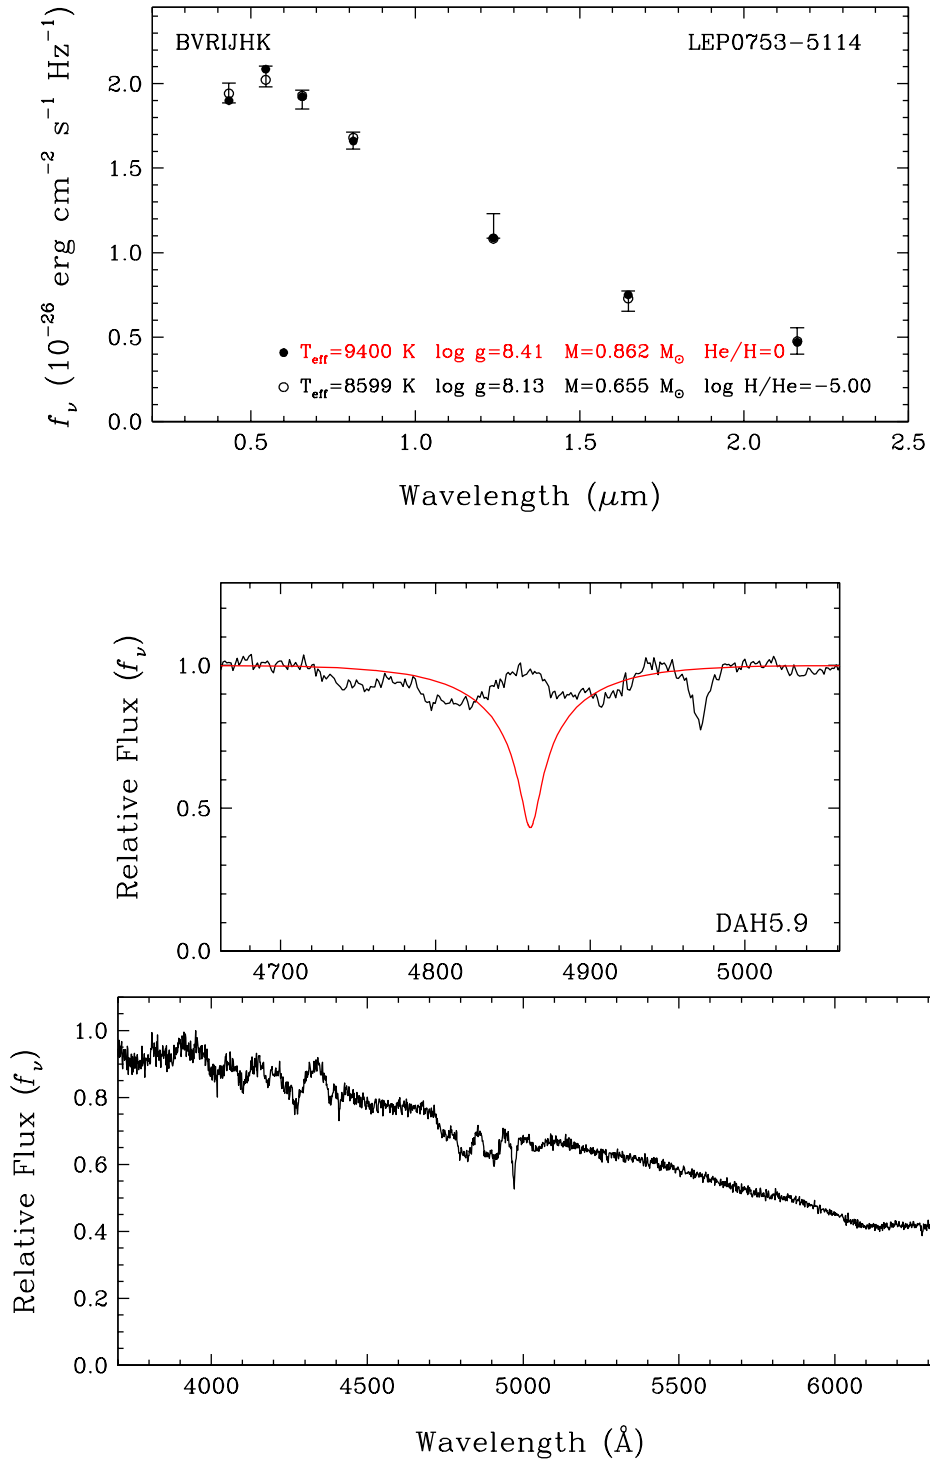 BVRIJHK
LEP0753−5114
2.0
1.5
1.0
0.5
0.0
f_ν (10^−26 erg cm^−2 s^−1 Hz^−1)
T_eff=9400 K log g=8.41 M=0.862 M_⊙ He/H=0
T_eff=8599 K log g=8.13 M=0.655 M_⊙ log H/He=−5.00
0.5 1.0 1.5 2.0 2.5
Wavelength (μm)
1.0
0.5
0.0
Relative Flux (f_ν)
DAH5.9
4700 4800 4900 5000
1.0
0.8
0.6
0.4
0.2
0.0
Relative Flux (f_ν)
4000 4500 5000 5500 6000
Wavelength (Å)